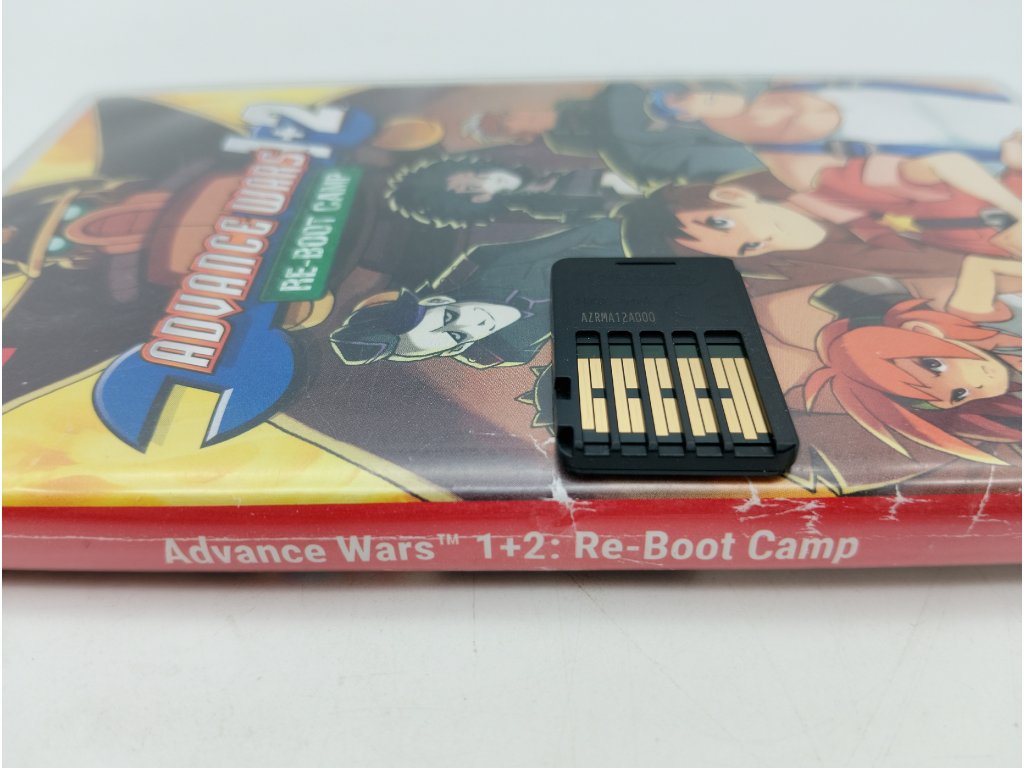 1+2
ADVANCE WARS
RE-BOOT CAMP
AZRMA12A000
Advance Wars™ 1+2: Re-Boot Camp